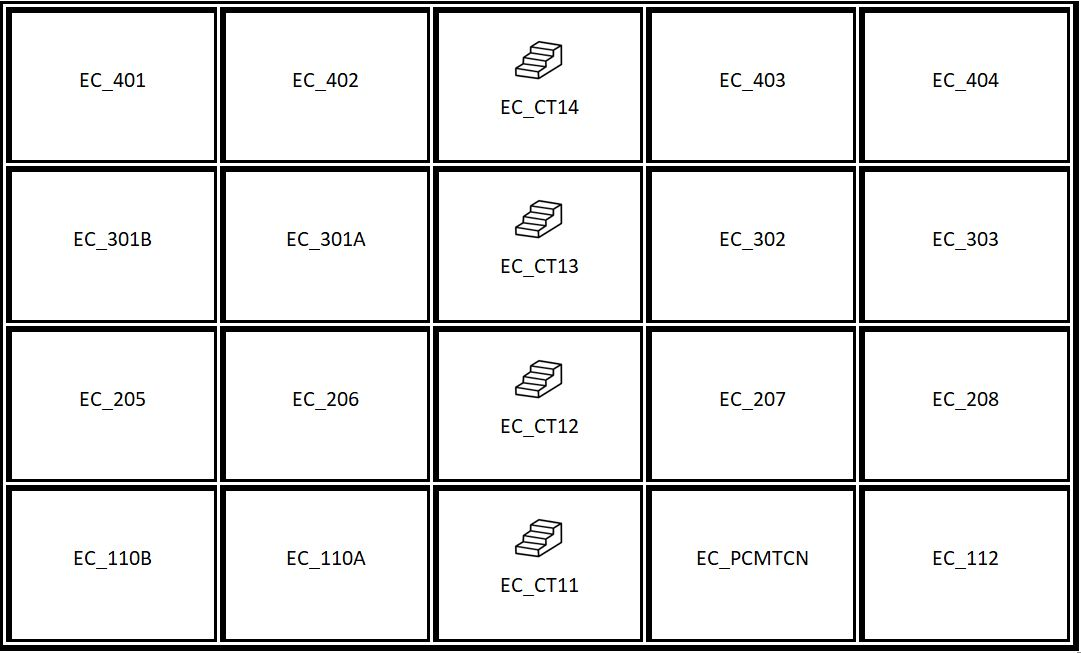 EC_401
EC_402
EC_CT14
EC_403
EC_404
EC_301B
EC_301A
EC_CT13
EC_302
EC_303
EC_205
EC_206
EC_CT12
EC_207
EC_208
EC_110B
EC_110A
EC_CT11
EC_PCMTCN
EC_112